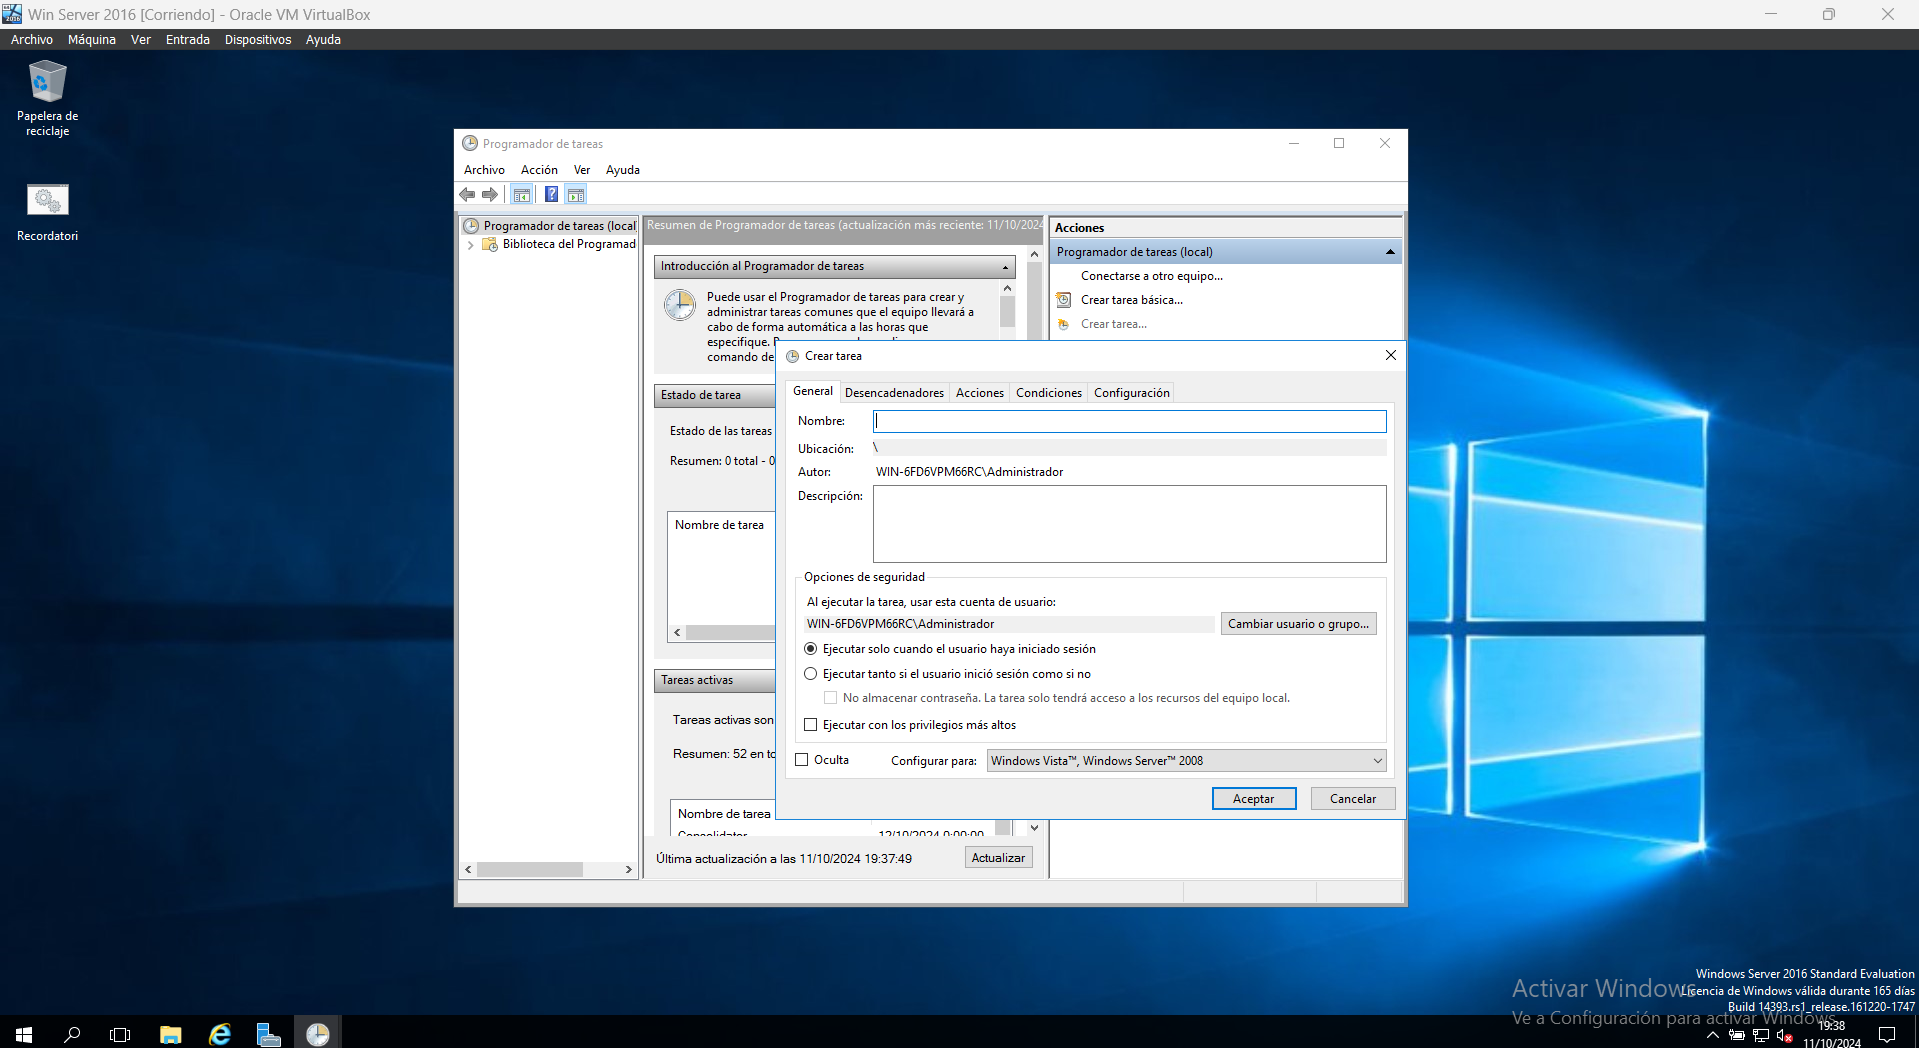 Win Server 2016 [Corriendo] - Oracle VM VirtualBox
Archivo Máquina Ver Entrada Dispositivos Ayuda
Papelera de
reciclaje
Recordatori
Programador de tareas
Archivo Acción Ver Ayuda
Programador de tareas (local
Biblioteca del Programad
Resumen de Programador de tareas (actualización más reciente: 11/10/2024
Introducción al Programador de tareas
Puede usar el Programador de tareas para crear y
administrar tareas comunes que el equipo llevará a
cabo de forma automática a las horas que
especifique.
comando de
Estado de tarea
Estado de las tareas
Resumen: 0 total - 0
Nombre de tarea
Tareas activas
Tareas activas son
Resumen: 52 en to
Nombre de tarea
Consolidator 12/10/2024 0:00:00
Última actualización a las 11/10/2024 19:37:49
Actualizar
Acciones
Programador de tareas (local)
Conectarse a otro equipo...
Crear tarea básica...
Crear tarea...
Crear tarea
General Desencadenadores Acciones Condiciones Configuración
Nombre:
Ubicación: \
Autor: WIN-6FD6VPM66RC\Administrador
Descripción:
Opciones de seguridad
Al ejecutar la tarea, usar esta cuenta de usuario:
WIN-6FD6VPM66RC\Administrador
Cambiar usuario o grupo...
Ejecutar solo cuando el usuario haya iniciado sesión
Ejecutar tanto si el usuario inició sesión como si no
No almacenar contraseña. La tarea solo tendrá acceso a los recursos del equipo local.
Ejecutar con los privilegios más altos
Oculta Configurar para: Windows Vista™, Windows Server™ 2008
Aceptar Cancelar
Activar Windows
Ve a Configuración para activar Windows.
Windows Server 2016 Standard Evaluation
Licencia de Windows válida durante 165 días
Build 14393.rs1_release.161220-1747
19:38
11/10/2024